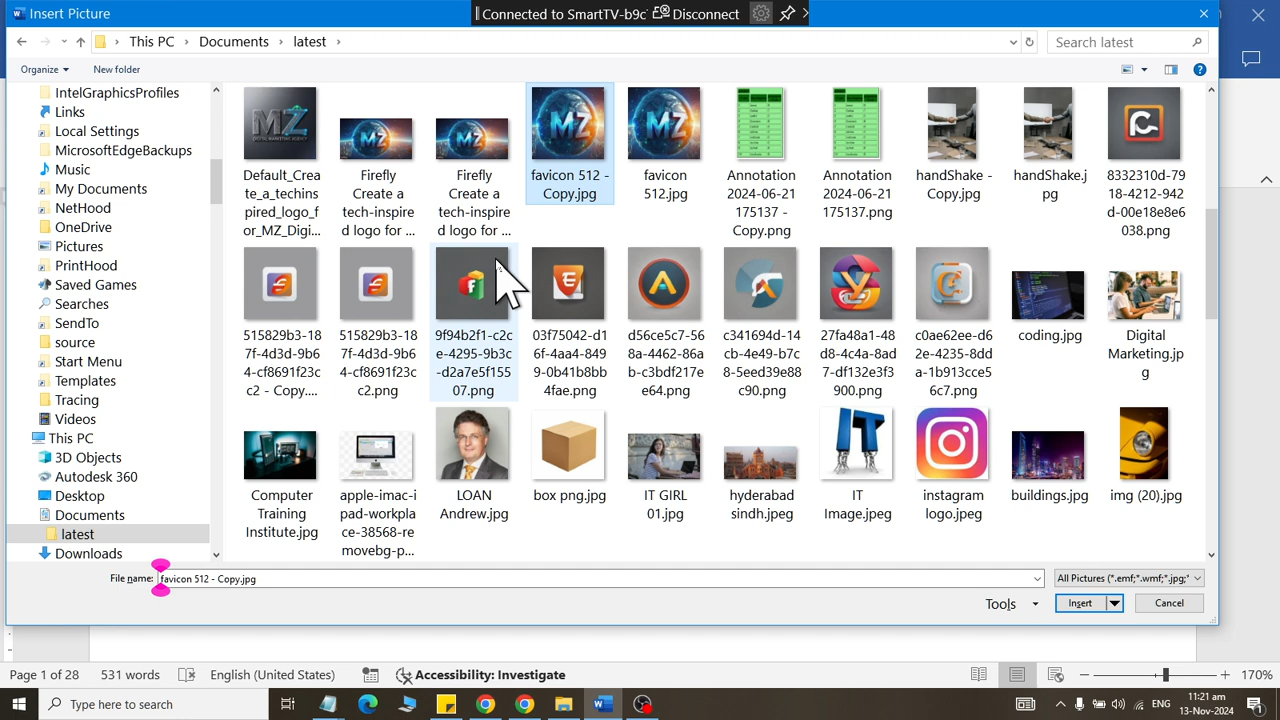 Insert Picture
Connected to SmartTV-b9c
Disconnect
This PC
Documents
latest
Search latest
Organize
New folder
IntelGraphicsProfiles
Links
Local Settings
MicrosoftEdgeBackups
Music
My Documents
NetHood
OneDrive
Pictures
PrintHood
Saved Games
Searches
SendTo
source
Start Menu
Templates
Tracing
Videos
This PC
3D Objects
Autodesk 360
Desktop
Documents
latest
Downloads
MZ
MZ
MZ
MZ
MZ
Default_Crea
te_a_techins
pired_logo_f
or_MZ_Digi...
Firefly
Create a
tech-inspire
d logo for ...
Firefly
Create a
tech-inspire
d logo for ...
favicon 512 -
Copy.jpg
favicon
512.jpg
Annotation
2024-06-21
175137 -
Copy.png
Annotation
2024-06-21
175137.png
handShake -
Copy.jpg
handShake.j
pg
8332310d-79
18-4212-942
d-00e18e8e6
038.png
515829b3-18
7f-4d3d-9b6
4-cf8691f23c
c2 - Copy....
515829b3-18
7f-4d3d-9b6
4-cf8691f23c
c2.png
9f94b2f1-c2c
e-4295-9b3c
-d2a7e5f155
07.png
03f75042-d1
6f-4aa4-849
9-0b41b8bb
4fae.png
d56ce5c7-56
8a-4462-86a
b-c3bdf217e
e64.png
c341694d-14
cb-4e49-b7c
8-5eed39e88
c90.png
27fa48a1-48
d8-4c4a-8ad
7-df132e3f3
900.png
c0ae62ee-d6
2e-4235-8dd
a-1b913cce5
6c7.png
coding.jpg
Digital
Marketing.jp
g
Computer
Training
Institute.jpg
apple-imac-i
pad-workpla
ce-38568-re
movebg-p...
LOAN
Andrew.jpg
box png.jpg
IT GIRL
01.jpg
hyderabad
sindh.jpeg
IT
IT
Image.jpeg
instagram
logo.jpeg
buildings.jpg
img (20).jpg
File name:
favicon 512 - Copy.jpg
All Pictures (*.emf;*.wmf;*.jpg;*
Tools
Insert
Cancel
Page 1 of 28
531 words
English (United States)
Accessibility: Investigate
170%
Type here to search
ENG
11:21 am
13-Nov-2024